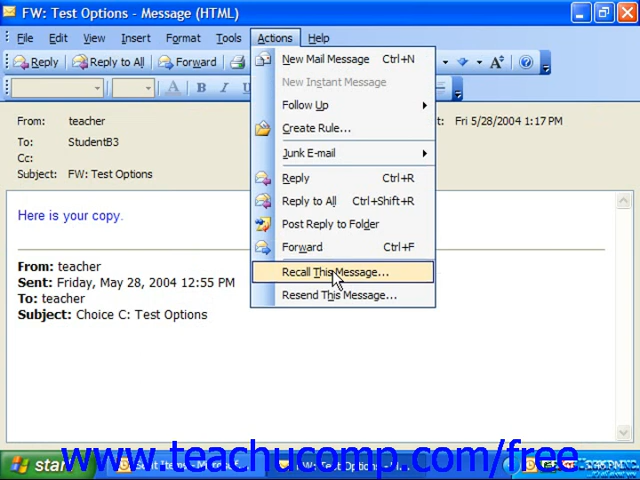 FW: Test Options - Message (HTML)
File Edit View Insert Format Tools Actions Help
Reply Reply to All Forward
New Mail Message Ctrl+N
New Instant Message
Follow Up
Create Rule...
Junk E-mail
Reply Ctrl+R
Reply to All Ctrl+Shift+R
Post Reply to Folder
Forward Ctrl+F
Recall This Message...
Resend This Message...
B I
From: teacher
Fri 5/28/2004 1:17 PM
To: StudentB3
Cc:
Subject: FW: Test Options
Here is your copy.
From: teacher
Sent: Friday, May 28, 2004 12:55 PM
To: teacher
Subject: Choice C: Test Options
www.teachucomp.com/free
start